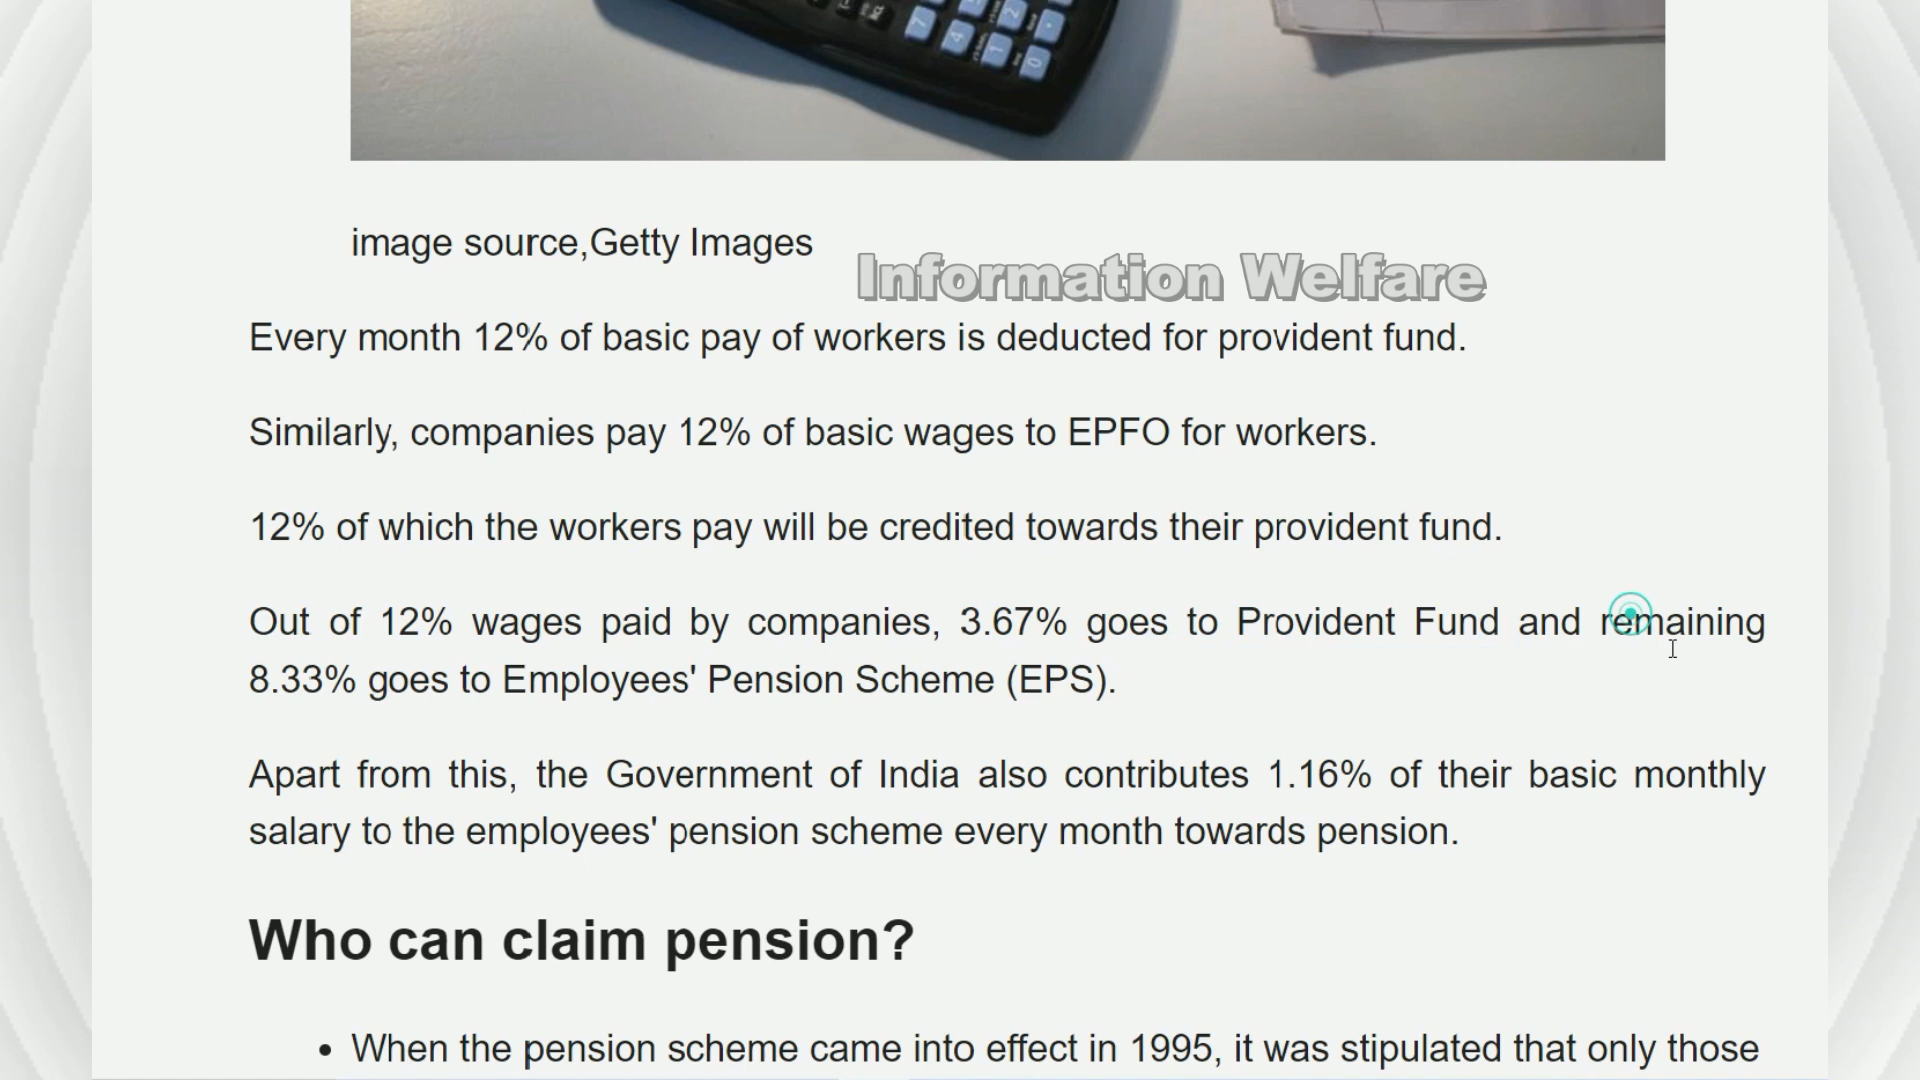 image source,Getty Images
Information Welfare
Every month 12% of basic pay of workers is deducted for provident fund.
Similarly, companies pay 12% of basic wages to EPFO for workers.
12% of which the workers pay will be credited towards their provident fund.
Out of 12% wages paid by companies, 3.67% goes to Provident Fund and remaining
8.33% goes to Employees' Pension Scheme (EPS).
Apart from this, the Government of India also contributes 1.16% of their basic monthly
salary to the employees' pension scheme every month towards pension.
Who can claim pension?
• When the pension scheme came into effect in 1995, it was stipulated that only those